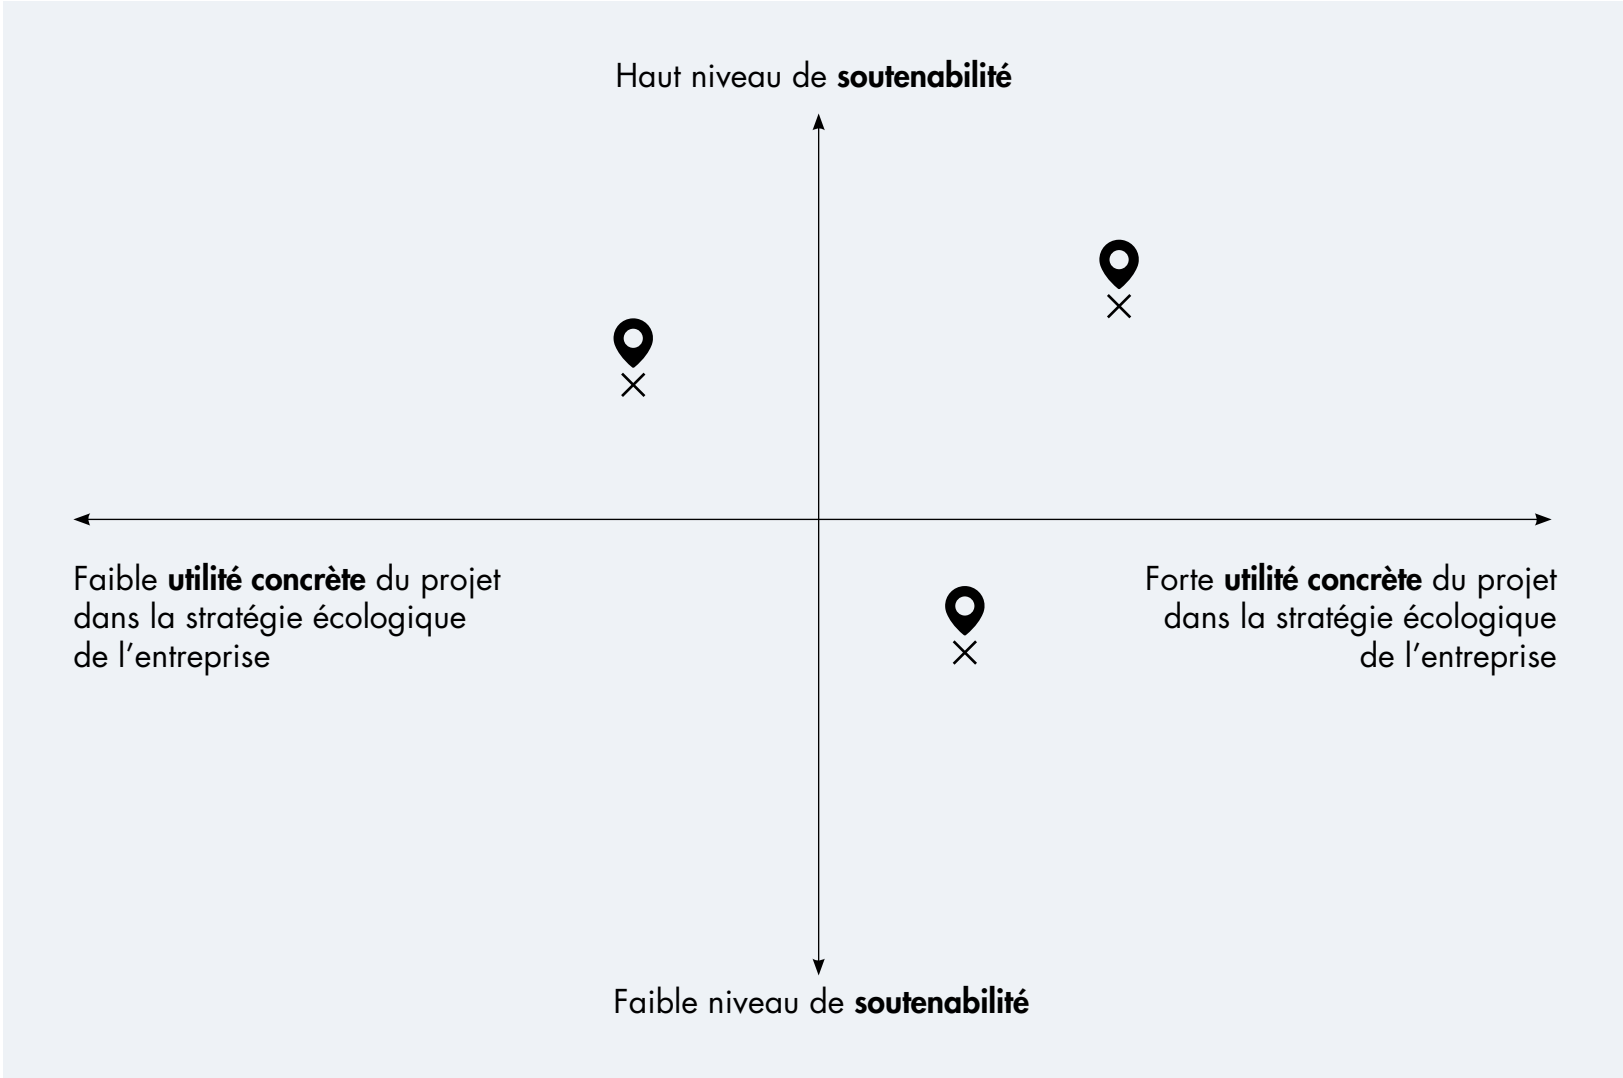 Haut niveau de soutenabilité
Faible utilité concrète du projet
dans la stratégie écologique
de l’entreprise
Forte utilité concrète du projet
dans la stratégie écologique
de l’entreprise
Faible niveau de soutenabilité